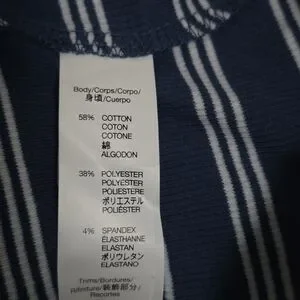 Body/Corps/Corpo/
身頃/Cuerpo
58% COTTON
COTON
COTONE
綿
ALGODON
38% POLYESTER
POLYESTER
POLIESTERE
ポリエステル
POLIÉSTER
4% SPANDEX
ÉLASTHANNE
ELASTAN
ポリウレタン
ELASTANO
Trims/Bordures/
Reportes